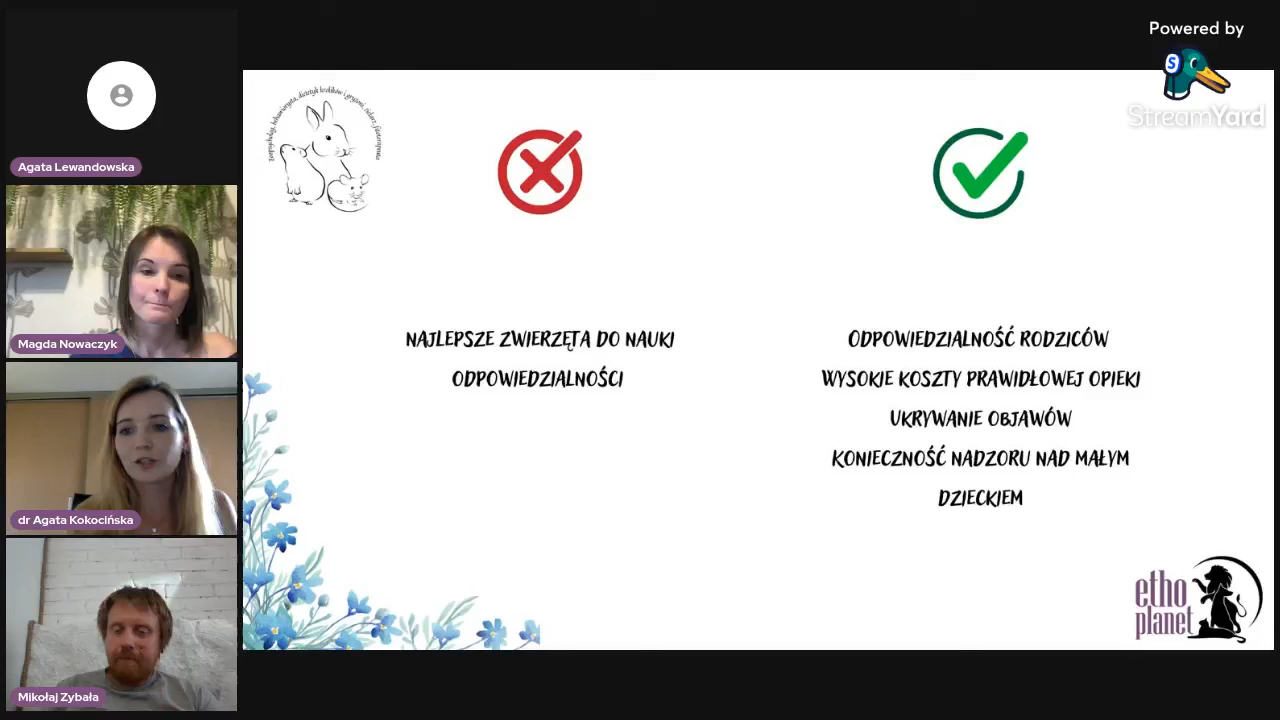 Powered by
StreamYard
Agata Lewandowska
Magda Nowaczyk
dr Agata Kokocińska
Mikołaj Zybała
NAJLEPSZE ZWIERZĘTA DO NAUKI
ODPOWIEDZIALNOŚCI
ODPOWIEDZIALNOŚĆ RODZICÓW
WYSOKIE KOSZTY PRAWIDŁOWEJ OPIEKI
UKRYWANIE OBJAWÓW
KONIECZNOŚĆ NADZORU NAD MAŁYM
DZIECKIEM
etho
planet